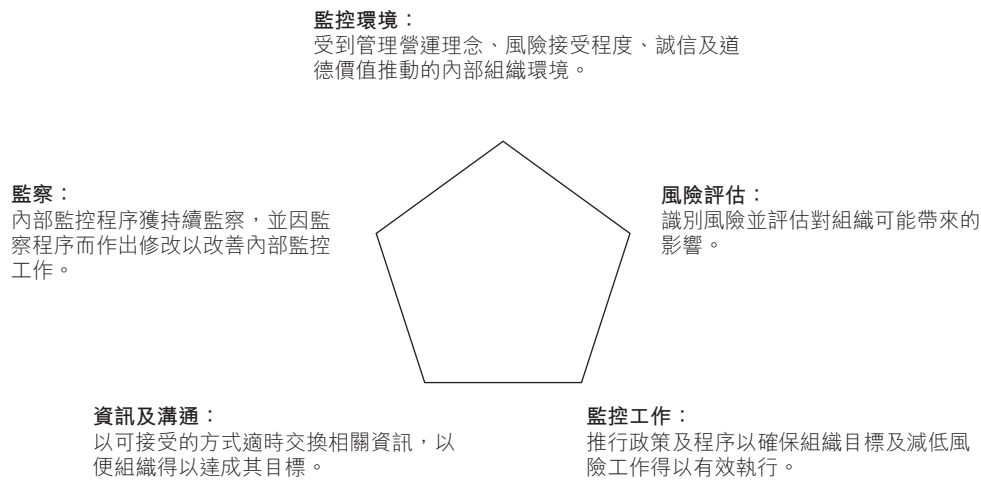 監控環境：
受到管理營運理念、風險接受程度、誠信及道
德價值推動的內部組織環境。
監察：
內部監控程序獲持續監察，並因監
察程序而作出修改以改善內部監控
工作。
風險評估：
識別風險並評估對組織可能帶來的
影響。
資訊及溝通：
以可接受的方式適時交換相關資訊，以
便組織得以達成其目標。
監控工作：
推行政策及程序以確保組織目標及減低風
險工作得以有效執行。